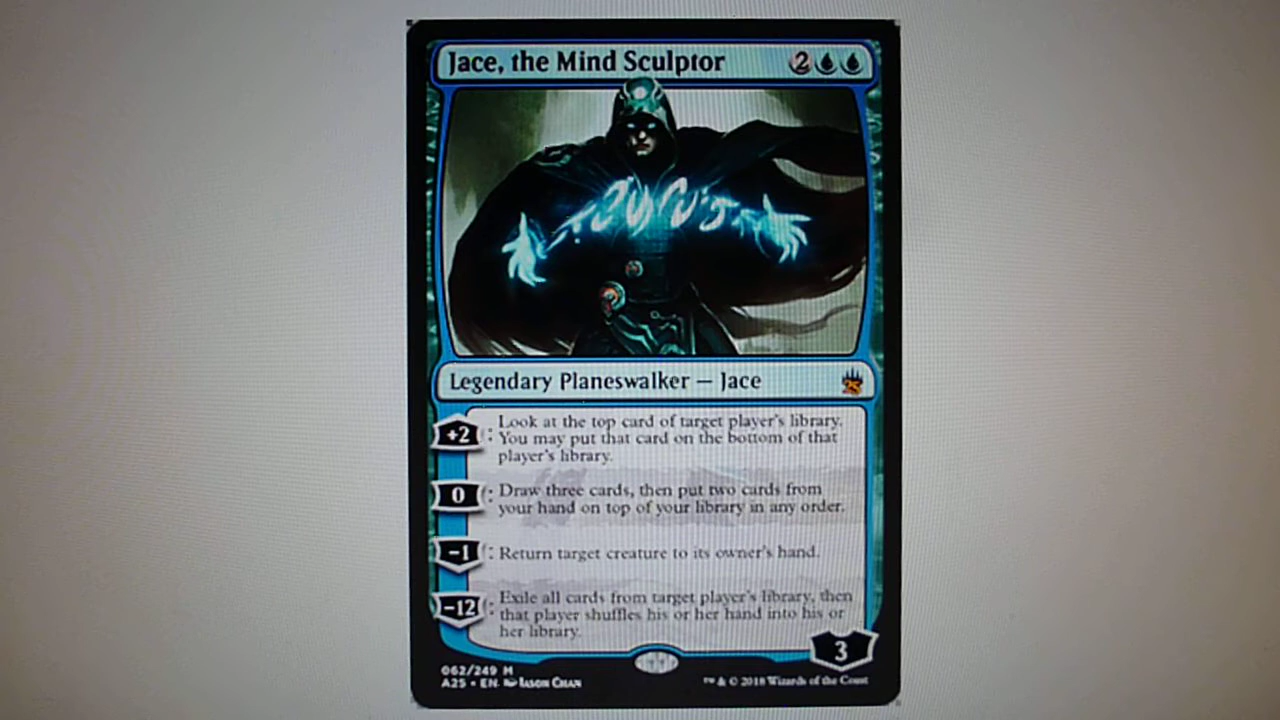 Jace, the Mind Sculptor 2
Legendary Planeswalker — Jace
+2: Look at the top card of target player's library.
You may put that card on the bottom of that
player's library.
0: Draw three cards, then put two cards from
your hand on top of your library in any order.
−1: Return target creature to its owner's hand.
−12: Exile all cards from target player's library, then
that player shuffles his or her hand into his or
her library.
3
062/249 M
A25 • EN Jason Chan
™ & © 2018 Wizards of the Coast